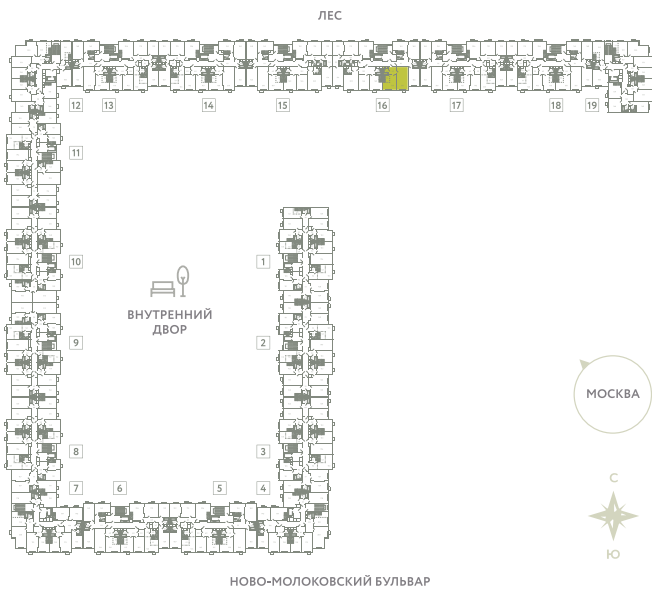 ЛЕС
12 13 14 15 16 17 18 19
11
10 1
ВНУТРЕННИЙ
ДВОР
9 2
МОСКВА
8 3
7 6 5 4
С
Ю
НОВО-МОЛОКОВСКИЙ БУЛЬВАР